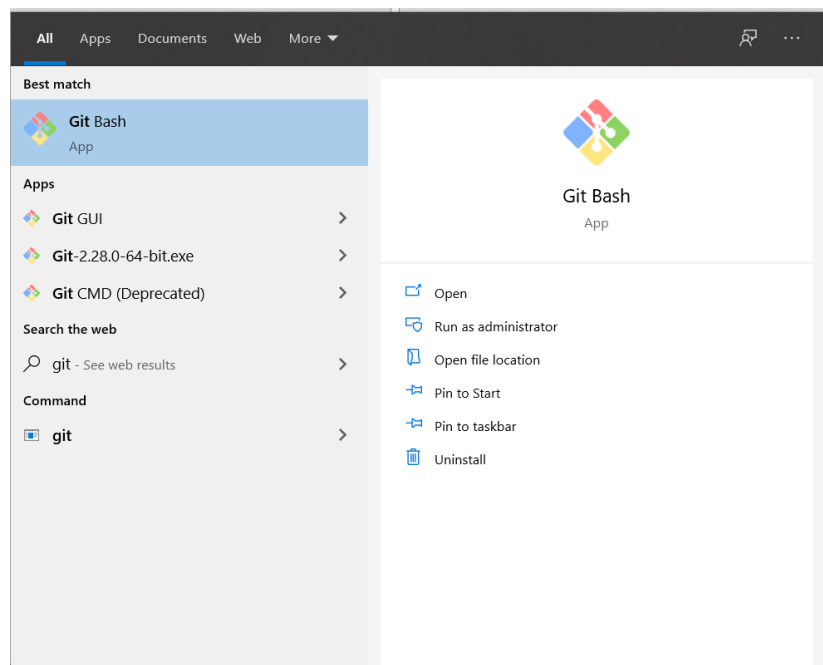 All Apps Documents Web More
Best match
Git Bash
App
Apps
Git GUI
Git-2.28.0-64-bit.exe
Git CMD (Deprecated)
Search the web
git - See web results
Command
git
Git Bash
App
Open
Run as administrator
Open file location
Pin to Start
Pin to taskbar
Uninstall